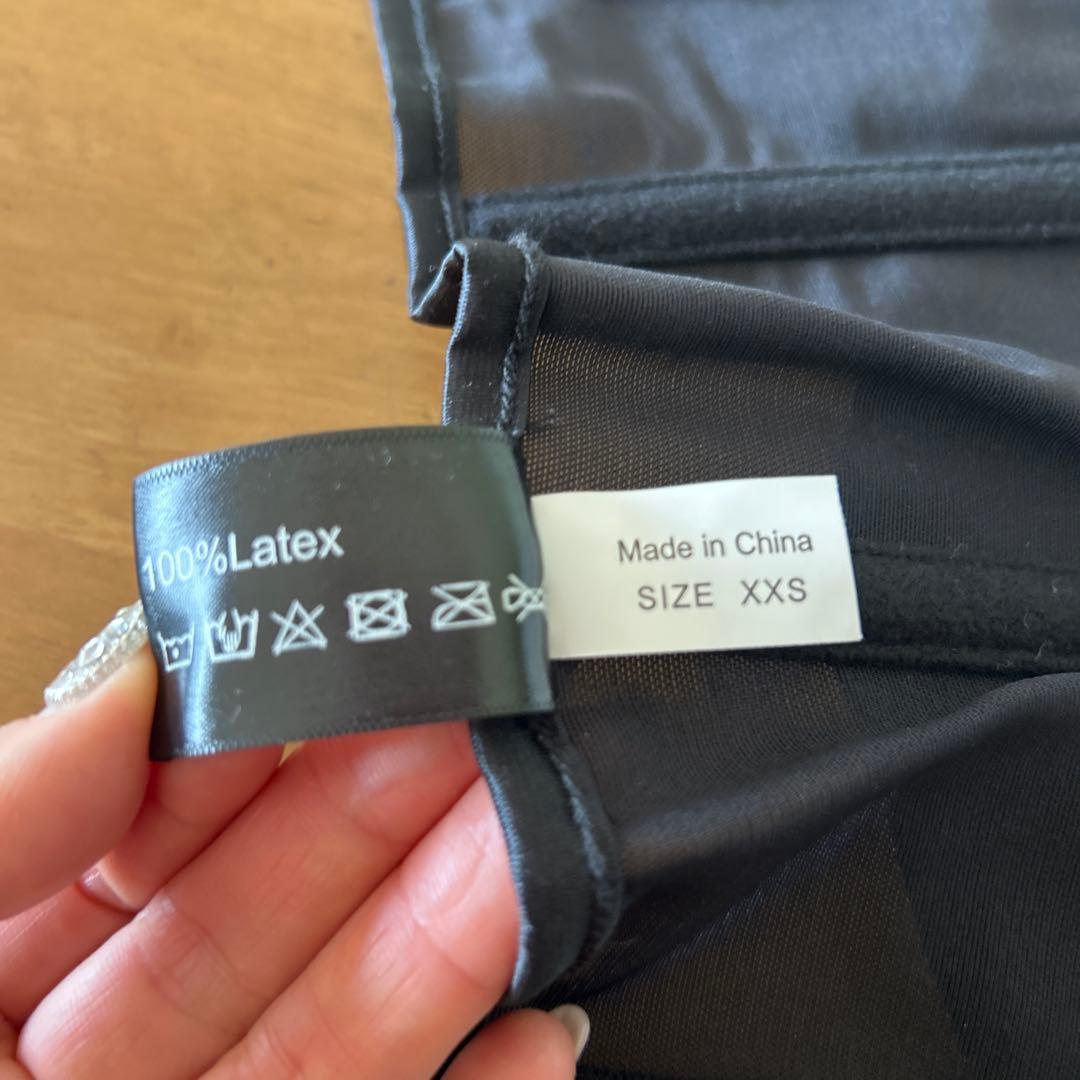 100%Latex
Made in China
SIZE XXS